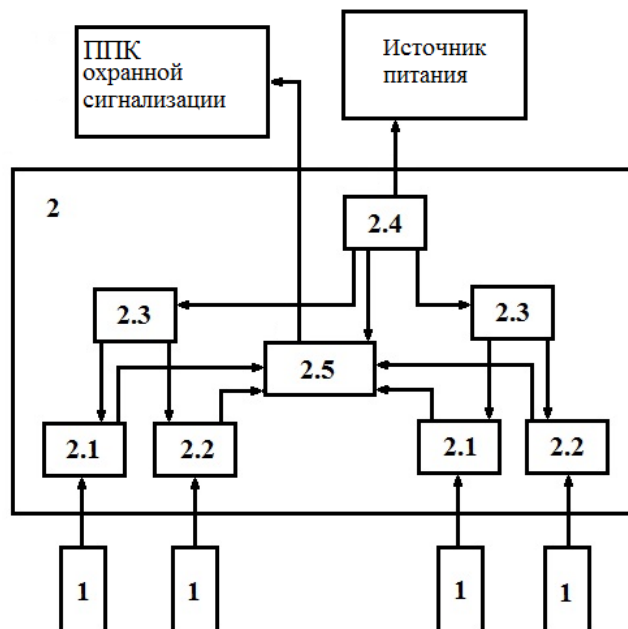 ППК
охранной
сигнализации
Источник
питания
2
2.4
2.3
2.3
2.5
2.1
2.2
2.1
2.2
1
1
1
1